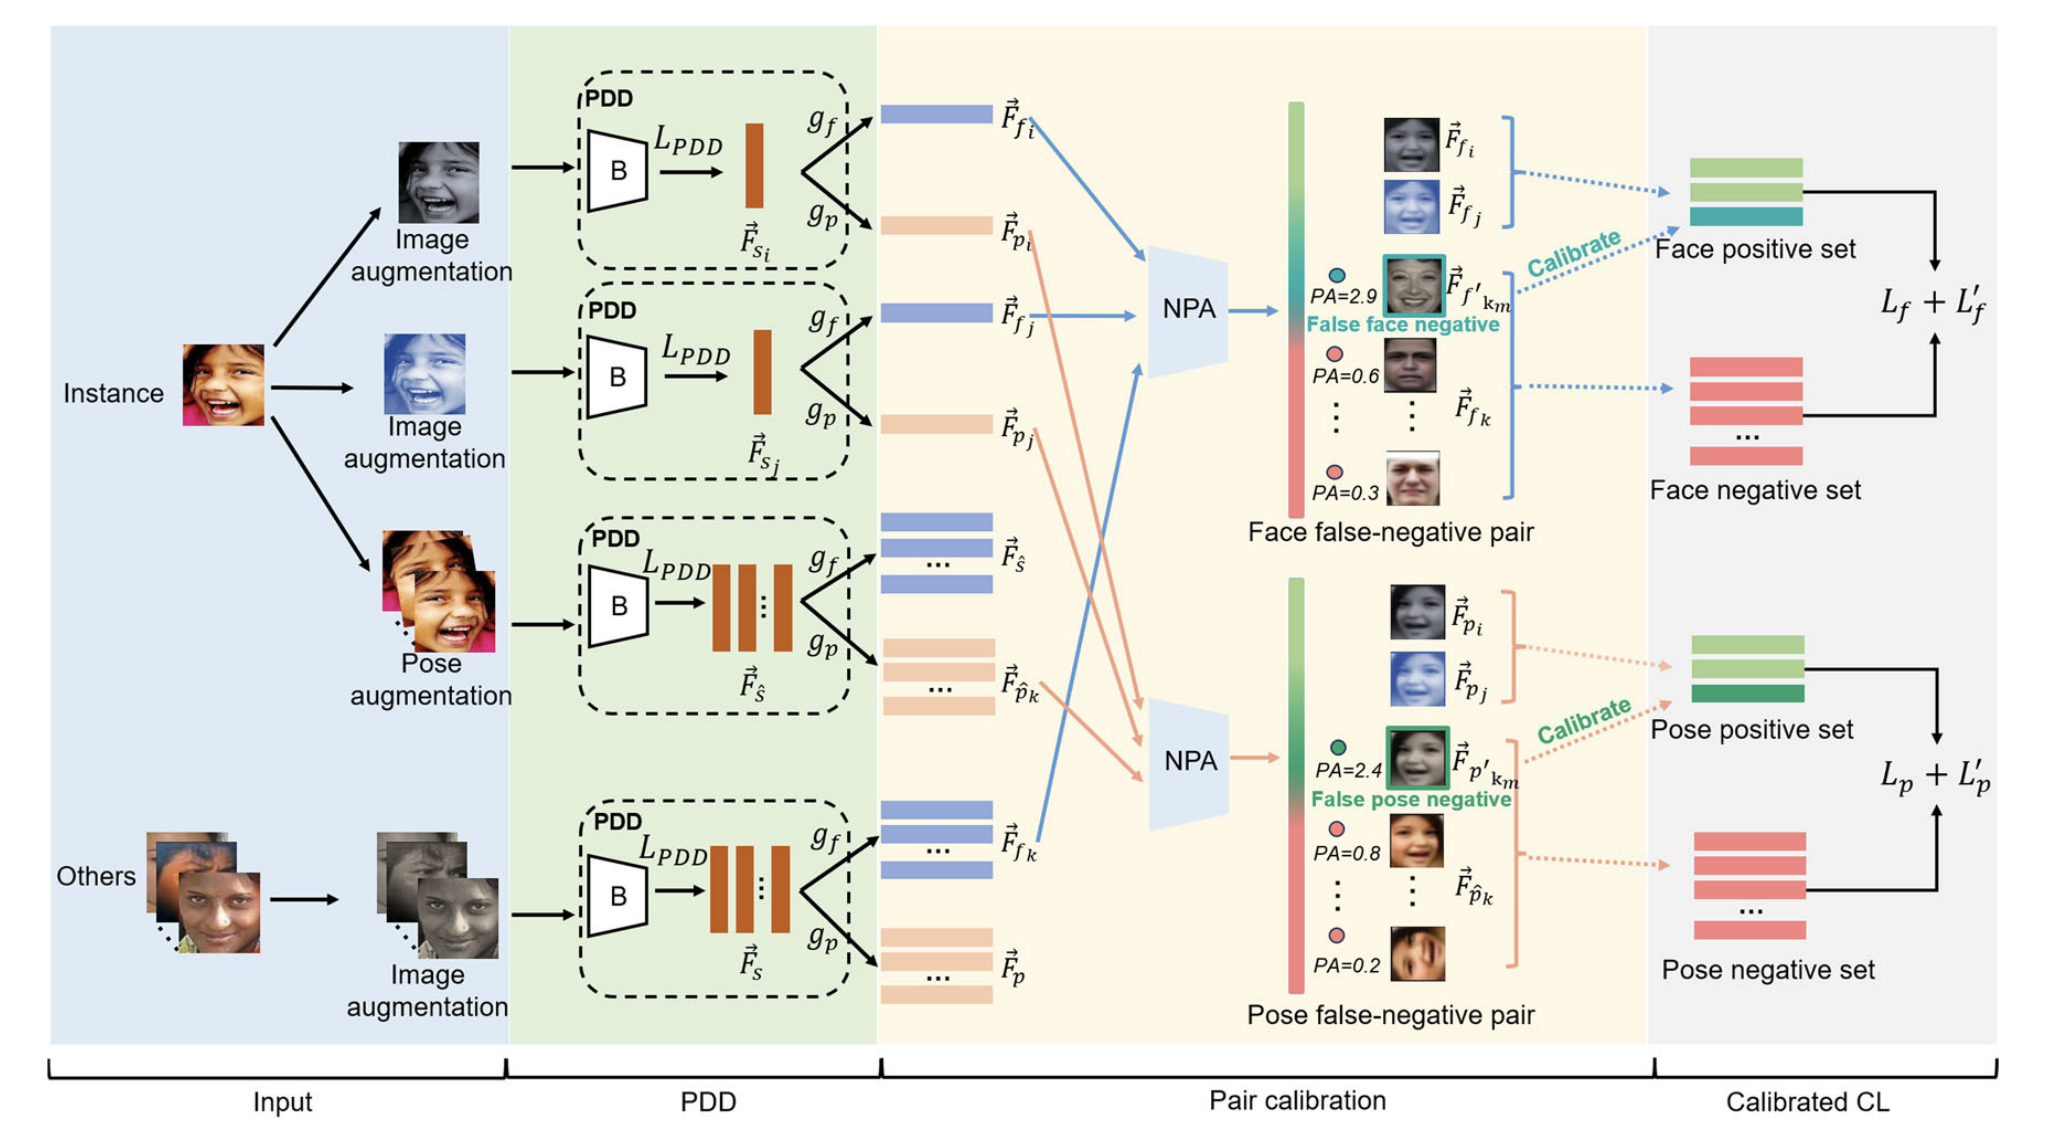 Instance
Image
augmentation
Image
augmentation
Pose
augmentation
Others
Image
augmentation
PDD
B
L_{PDD}
\vec{F}_{s_i}
g_f
g_p
PDD
B
L_{PDD}
\vec{F}_{s_j}
g_f
g_p
PDD
B
L_{PDD}
...
\vec{F}_{\hat{s}}
g_f
g_p
PDD
B
L_{PDD}
...
\vec{F}_{s}
g_f
g_p
\vec{F}_{f_i}
\vec{F}_{p_i}
\vec{F}_{f_j}
\vec{F}_{p_j}
... \vec{F}_{\hat{s}}
... \vec{F}_{\hat{p}_k}
... \vec{F}_{f_k}
... \vec{F}_{p}
NPA
\vec{F}_{f_i}
\vec{F}_{f_j}
PA=2.9 \vec{F}_{f'_{k_m}}
False face negative
PA=0.6
\vec{F}_{f_k}
PA=0.3
Face false-negative pair
Calibrate
NPA
\vec{F}_{p_i}
\vec{F}_{p_j}
PA=2.4 \vec{F}_{p'_{k_m}}
False pose negative
PA=0.8
\vec{F}_{\hat{p}_k}
PA=0.2
Pose false-negative pair
Calibrate
Face positive set
L_f + L'_f
...
Face negative set
Pose positive set
L_p + L'_p
...
Pose negative set
Input
PDD
Pair calibration
Calibrated CL